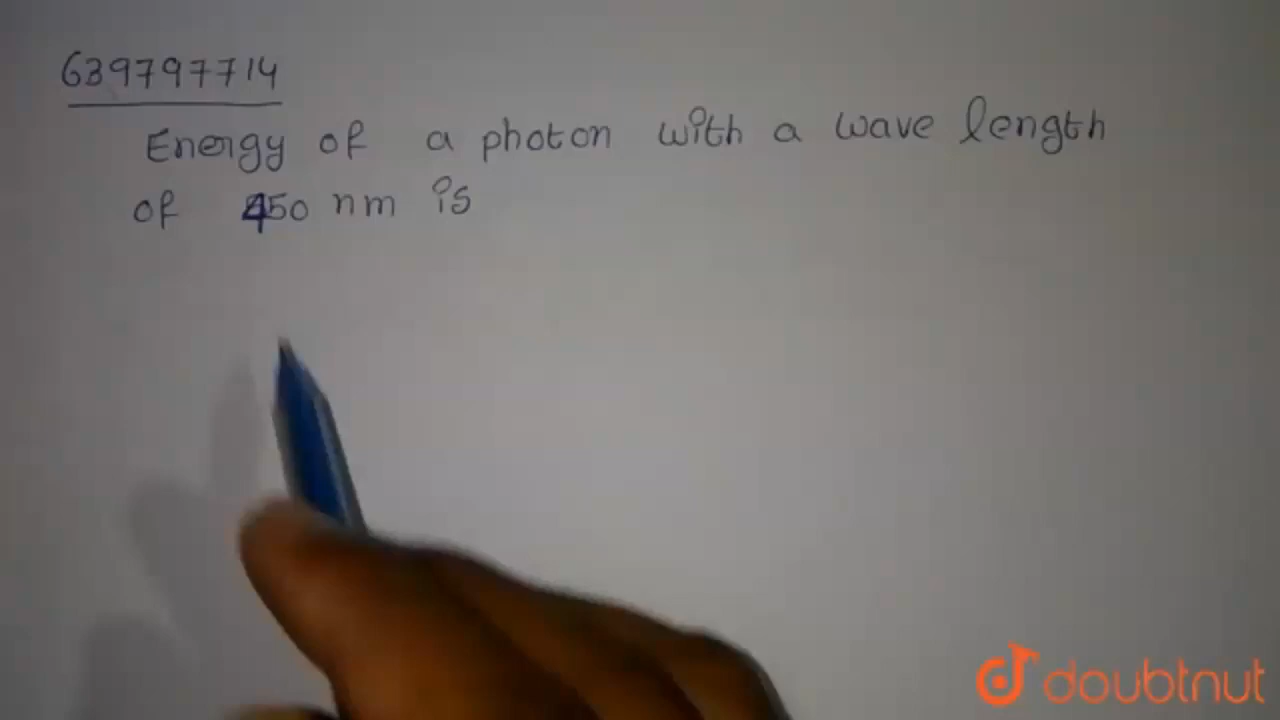 639797714
Energy of a photon with a wave length
of 450 nm is
doubtnut